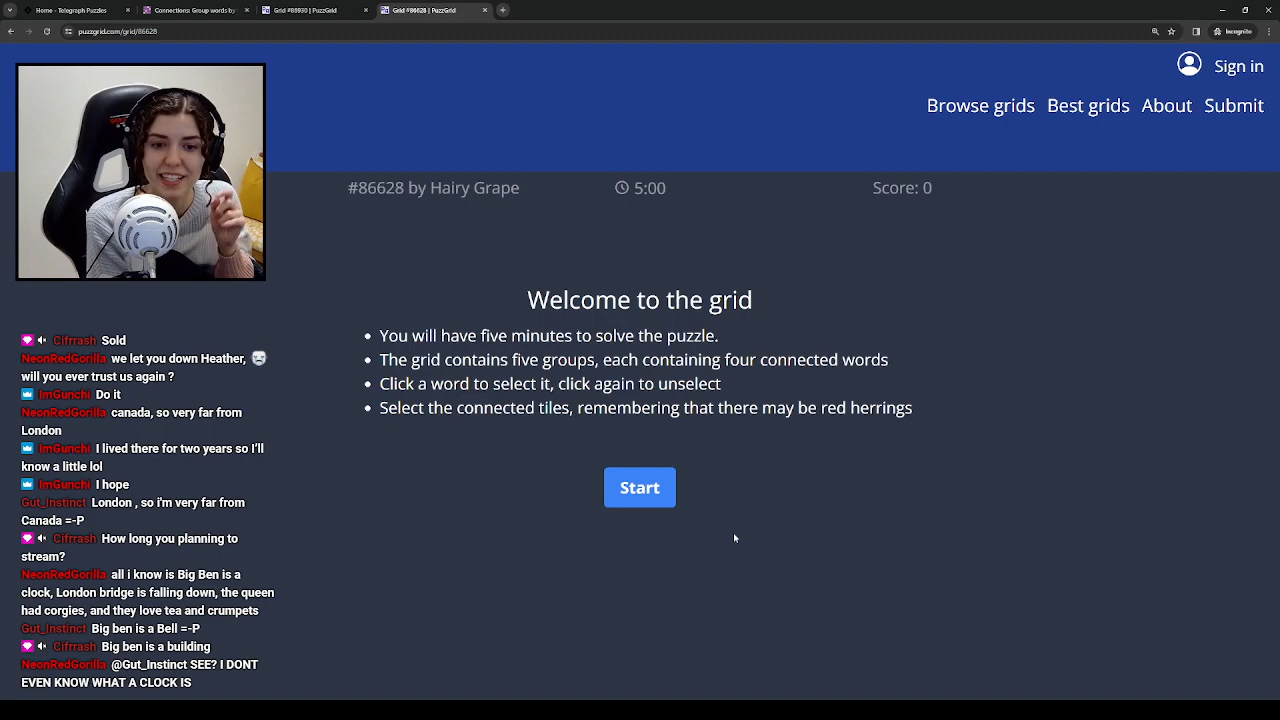 Home - Telegraph Puzzles
Connections: Group words by
Grid #86930 | PuzzGrid
Grid #86628 | PuzzGrid
puzzgrid.com/grid/86628
Incognito
Sign in
Browse grids Best grids About Submit
#86628 by Hairy Grape
5:00
Score: 0
Welcome to the grid
• You will have five minutes to solve the puzzle.
• The grid contains five groups, each containing four connected words
• Click a word to select it, click again to unselect
• Select the connected tiles, remembering that there may be red herrings
Start
Cifrrash Sold
NeonRedGorilla we let you down Heather,
will you ever trust us again ?
ImGunchi Do it
NeonRedGorilla canada, so very far from
London
ImGunchi I lived there for two years so I'll
know a little lol
ImGunchi I hope
Gut_Instinct London , so i'm very far from
Canada =-P
Cifrrash How long you planning to
stream?
NeonRedGorilla all i know is Big Ben is a
clock, London bridge is falling down, the queen
had corgies, and they love tea and crumpets
Gut_Instinct Big ben is a Bell =-P
Cifrrash Big ben is a building
NeonRedGorilla @Gut_Instinct SEE? I DONT
EVEN KNOW WHAT A CLOCK IS